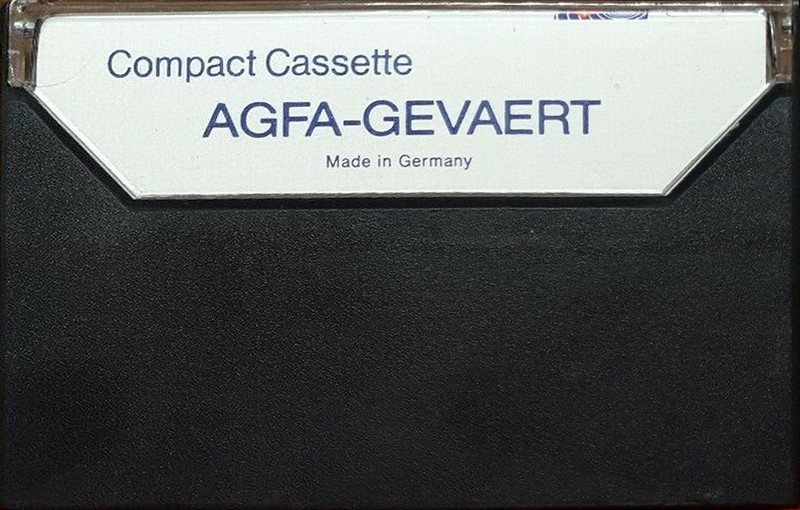 Compact Cassette
AGFA-GEVAERT
Made in Germany